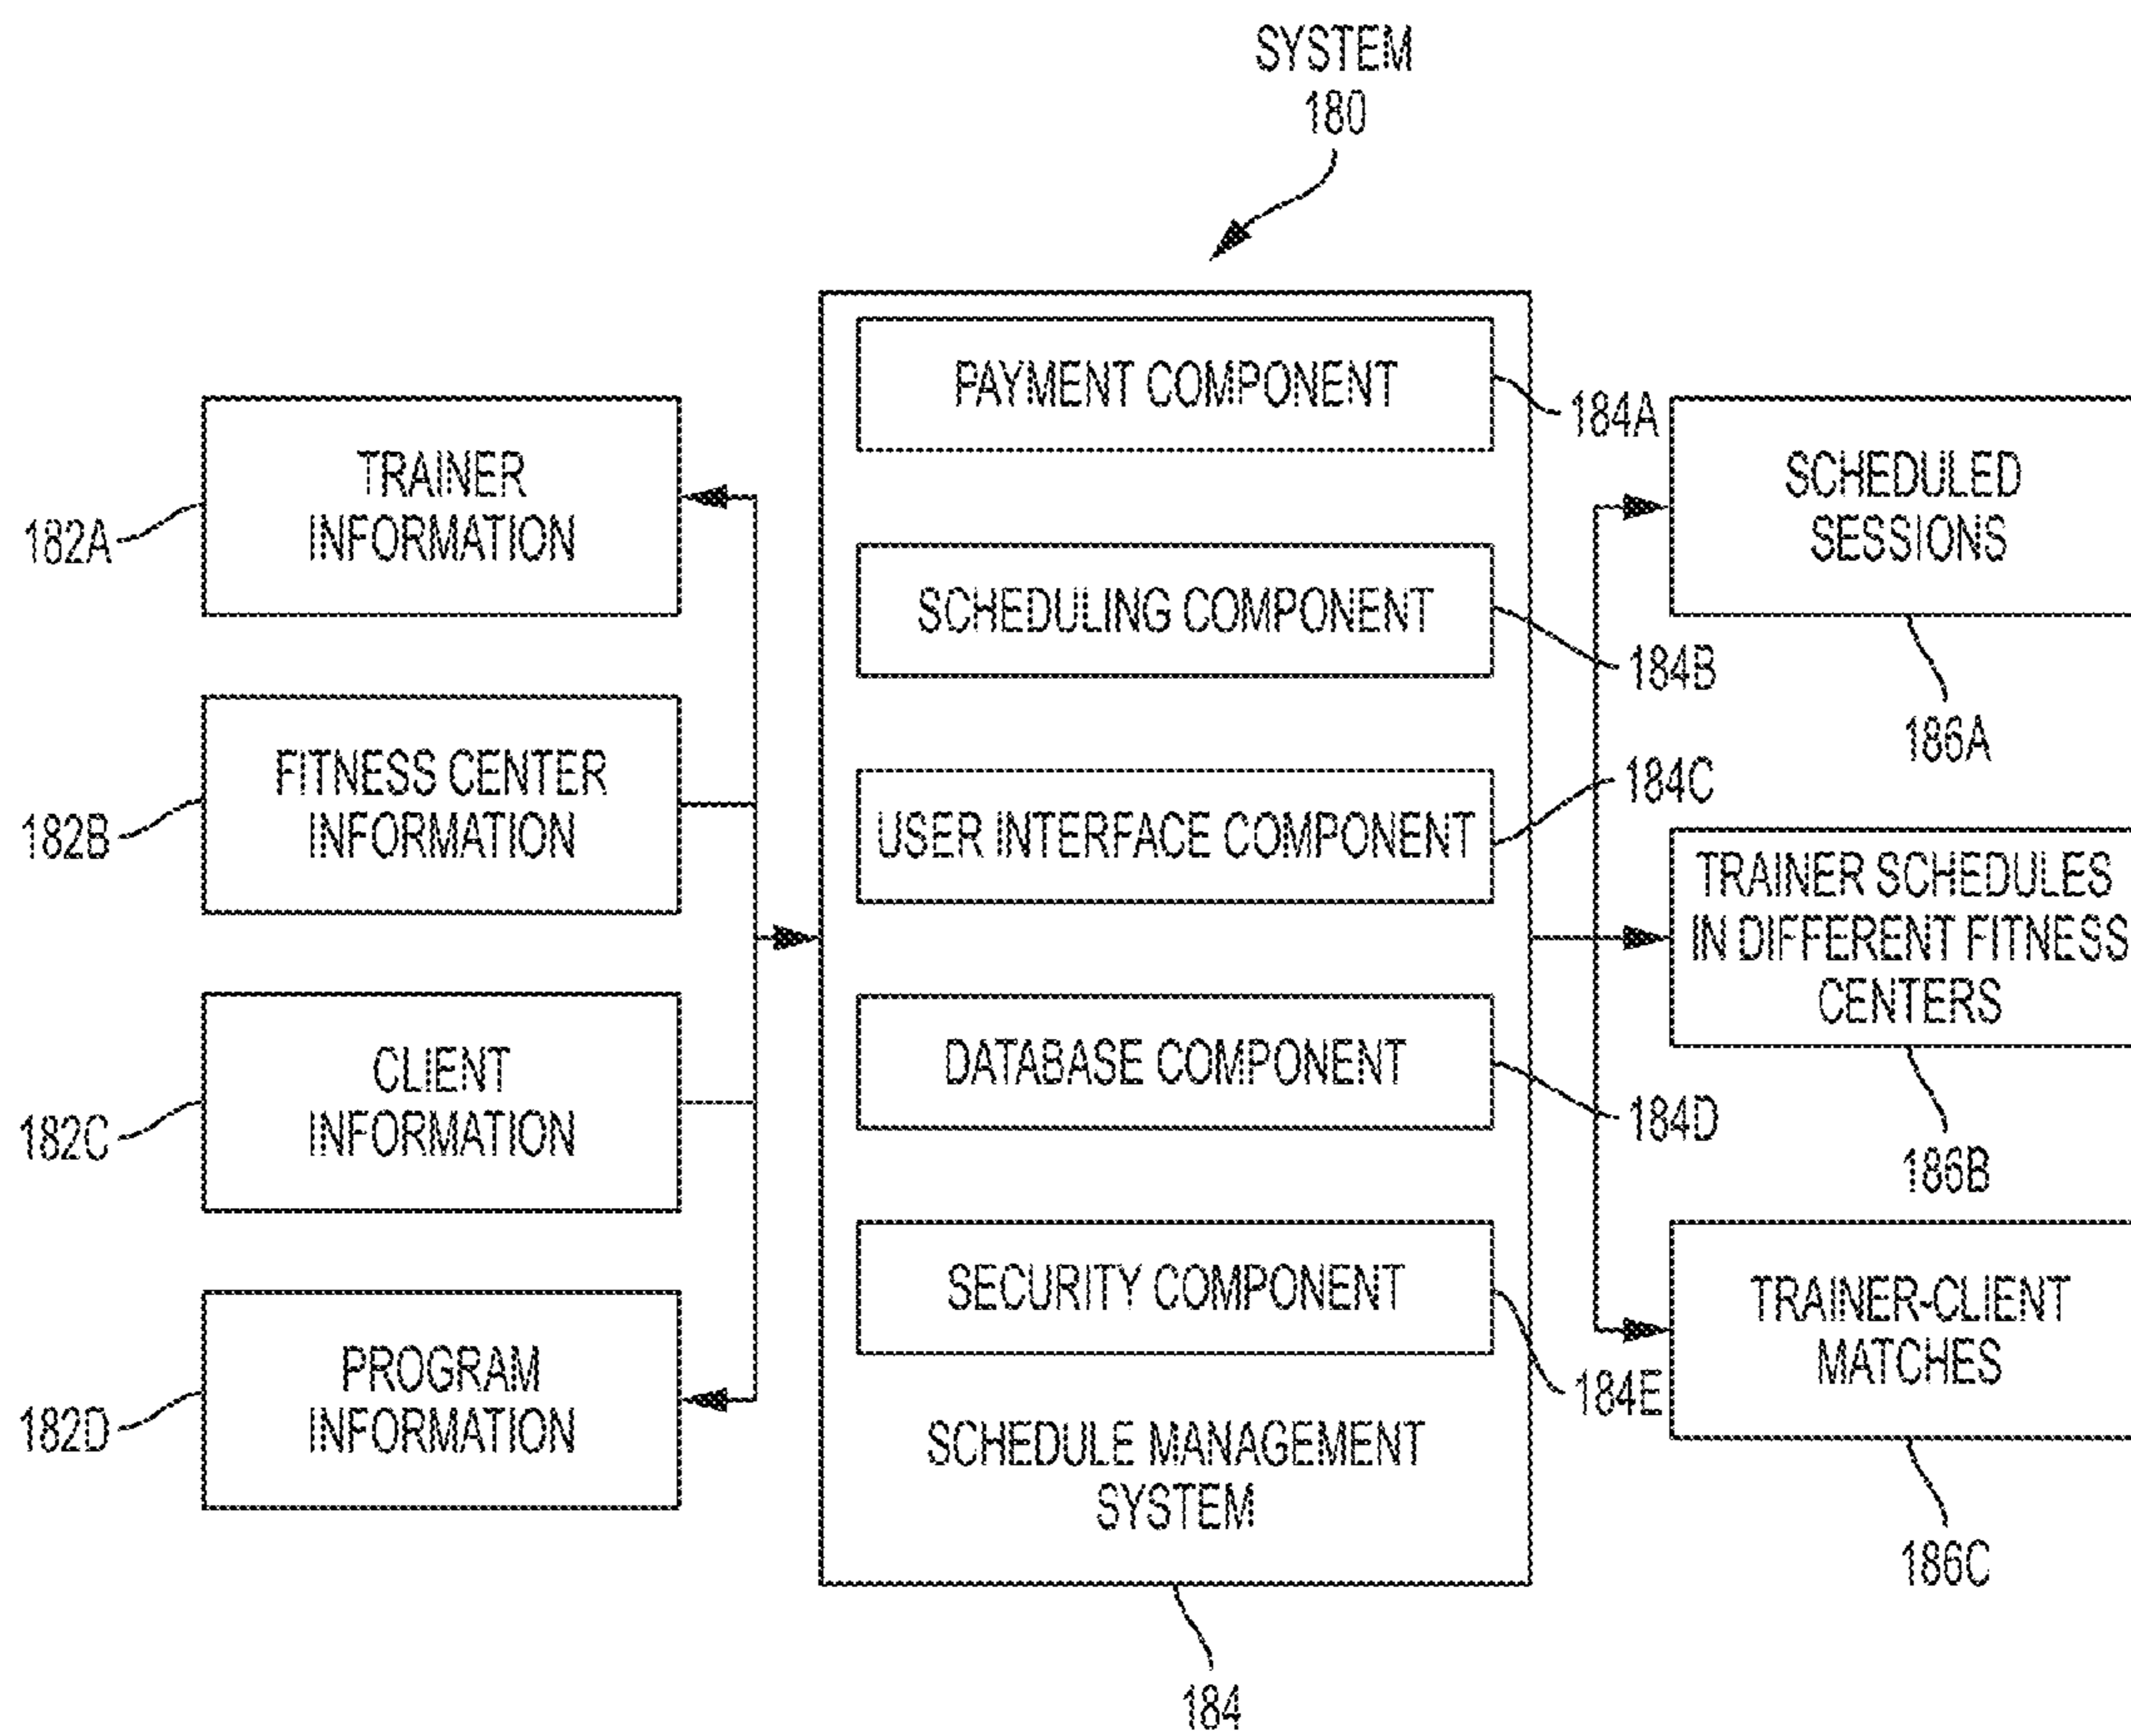 SYSTEM
180
PAYMENT COMPONENT
184A
TRAINER
INFORMATION
182A
SCHEDULED
SESSIONS
186A
SCHEDULING COMPONENT
184B
FITNESS CENTER
INFORMATION
182B
USER INTERFACE COMPONENT
184C
TRAINER SCHEDULES
IN DIFFERENT FITNESS
CENTERS
186B
CLIENT
INFORMATION
182C
DATABASE COMPONENT
184D
SECURITY COMPONENT
184E
TRAINER-CLIENT
MATCHES
186C
PROGRAM
INFORMATION
182D
SCHEDULE MANAGEMENT
SYSTEM
184